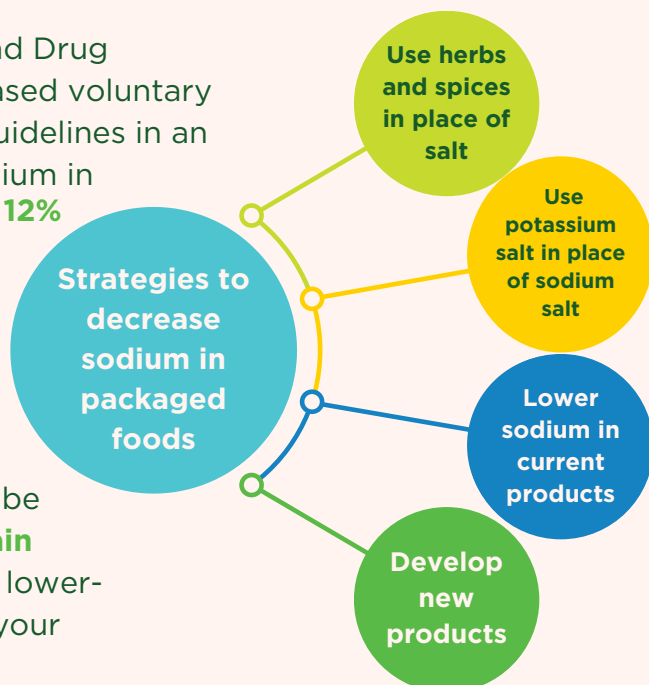 d Drug
ased voluntary
uidelines in an
ium in
12%
Strategies to
decrease
sodium in
packaged
foods
be
in
lower-
your
Use herbs
and spices
in place of
salt
Use
potassium
salt in place
of sodium
salt
Lower
sodium in
current
products
Develop
new
products